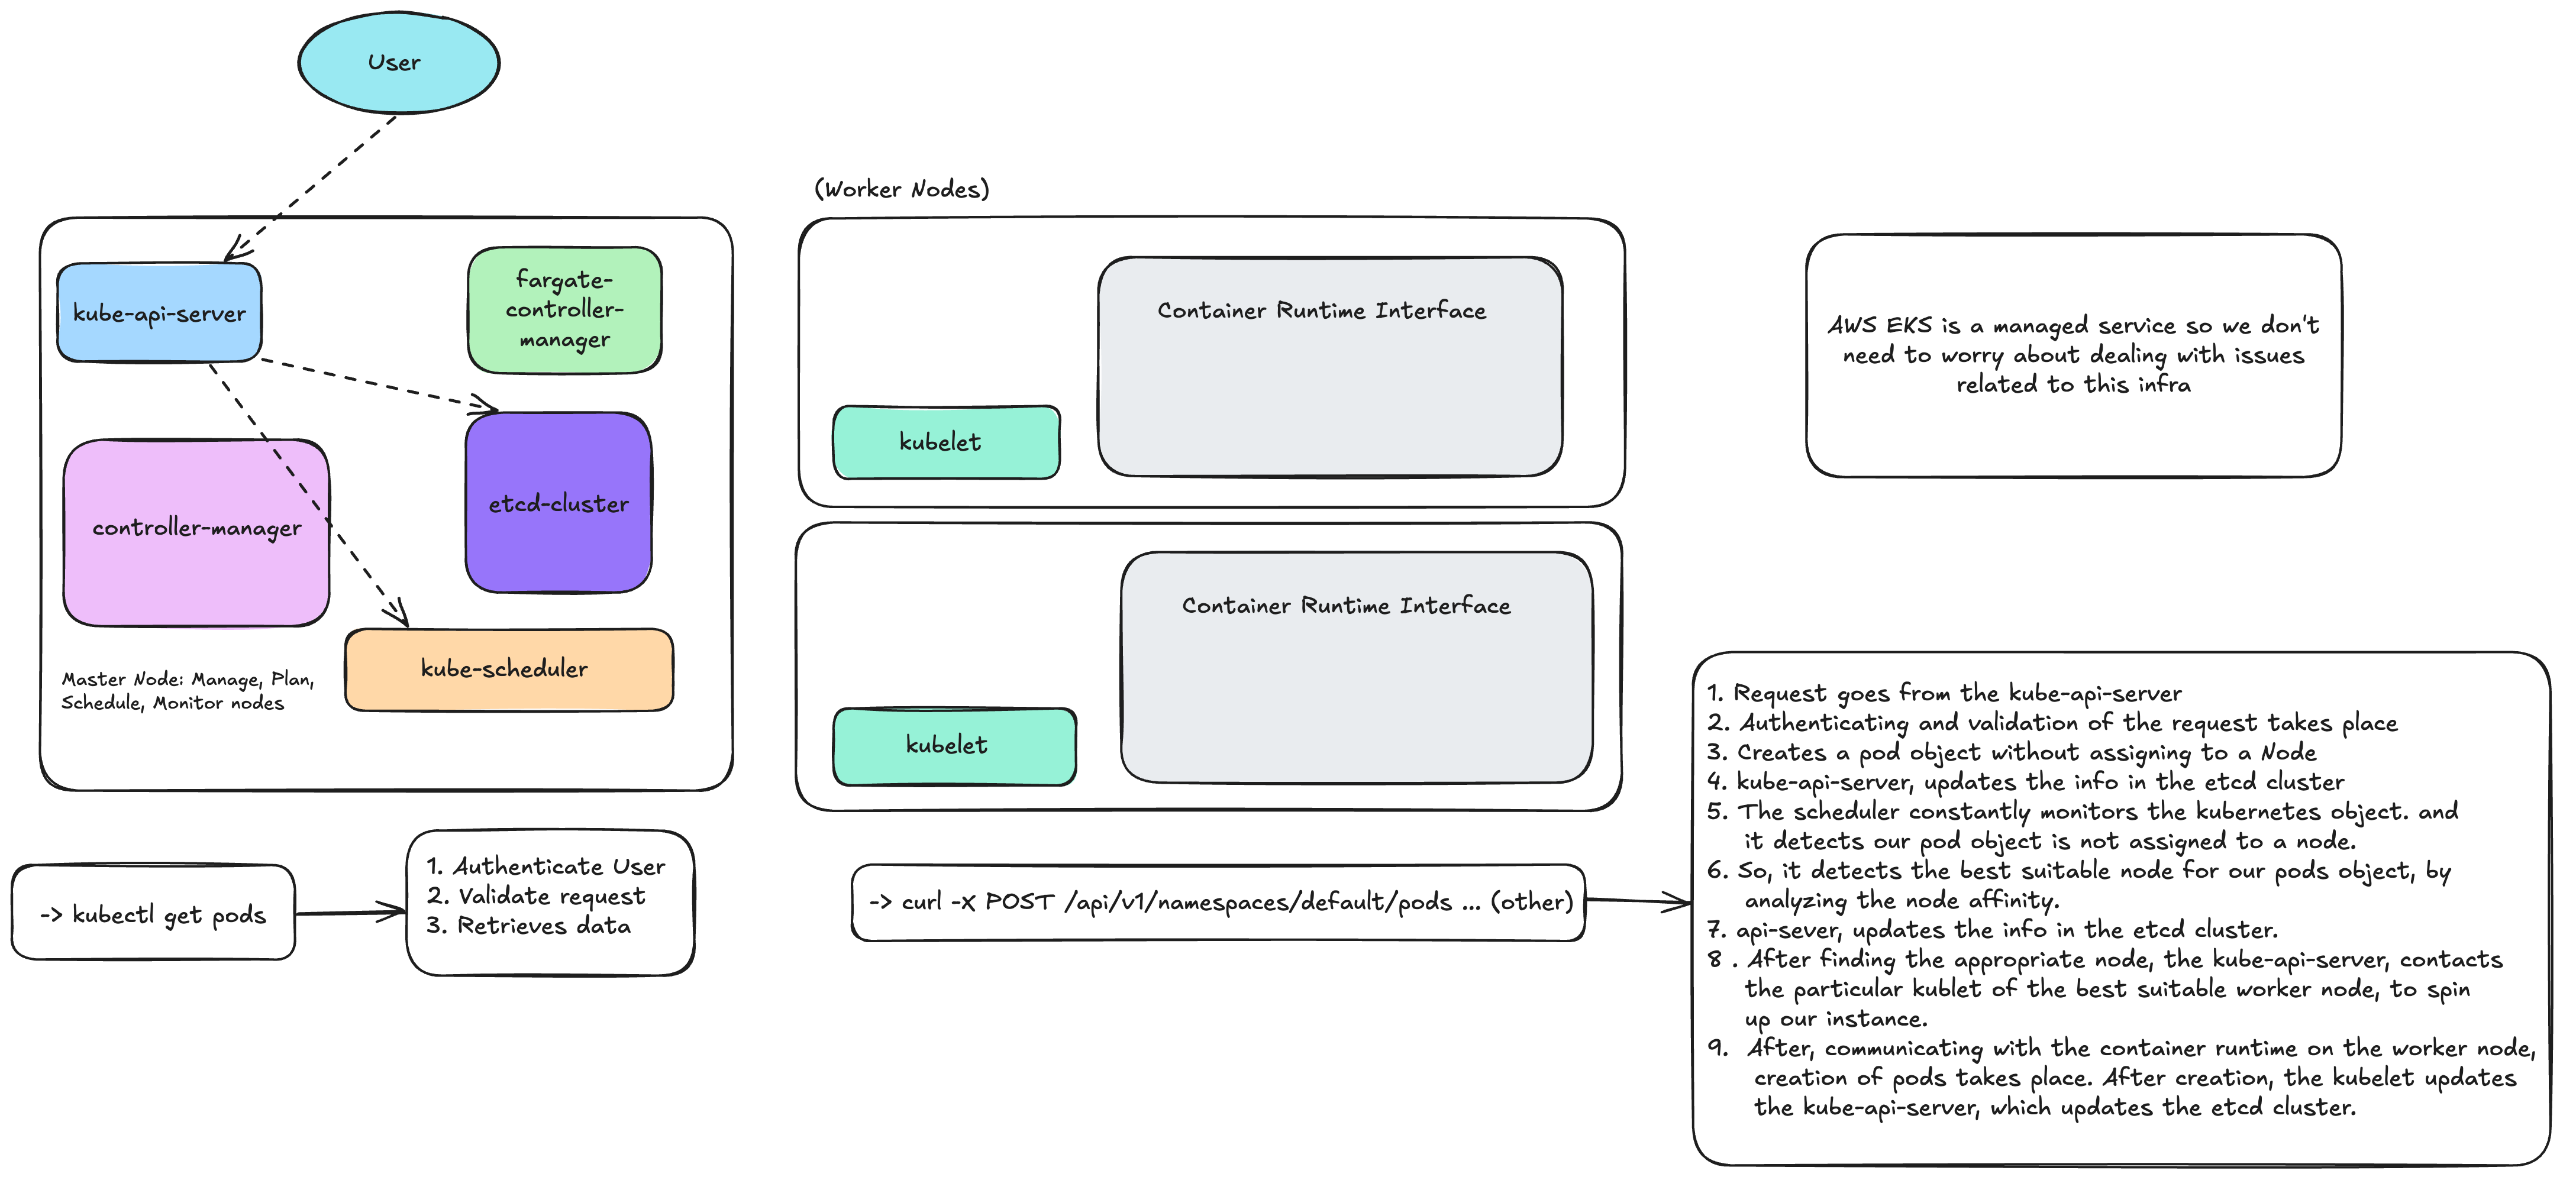 User
(Worker Nodes)
kube-api-server
fargate-
controller-
manager
controller-manager
etcd-cluster
kube-scheduler
Master Node: Manage, Plan,
Schedule, Monitor nodes
Container Runtime Interface
kubelet
Container Runtime Interface
kubelet
AWS EKS is a managed service so we don't
need to worry about dealing with issues
related to this infra
-> kubectl get pods
1. Authenticate User
2. Validate request
3. Retrieves data
-> curl -X POST /api/v1/namespaces/default/pods ... (other)
1. Request goes from the kube-api-server
2. Authenticating and validation of the request takes place
3. Creates a pod object without assigning to a Node
4. kube-api-server, updates the info in the etcd cluster
5. The scheduler constantly monitors the kubernetes object. and
it detects our pod object is not assigned to a node.
6. So, it detects the best suitable node for our pods object, by
analyzing the node affinity.
7. api-sever, updates the info in the etcd cluster.
8 . After finding the appropriate node, the kube-api-server, contacts
the particular kublet of the best suitable worker node, to spin
up our instance.
9. After, communicating with the container runtime on the worker node,
creation of pods takes place. After creation, the kubelet updates
the kube-api-server, which updates the etcd cluster.